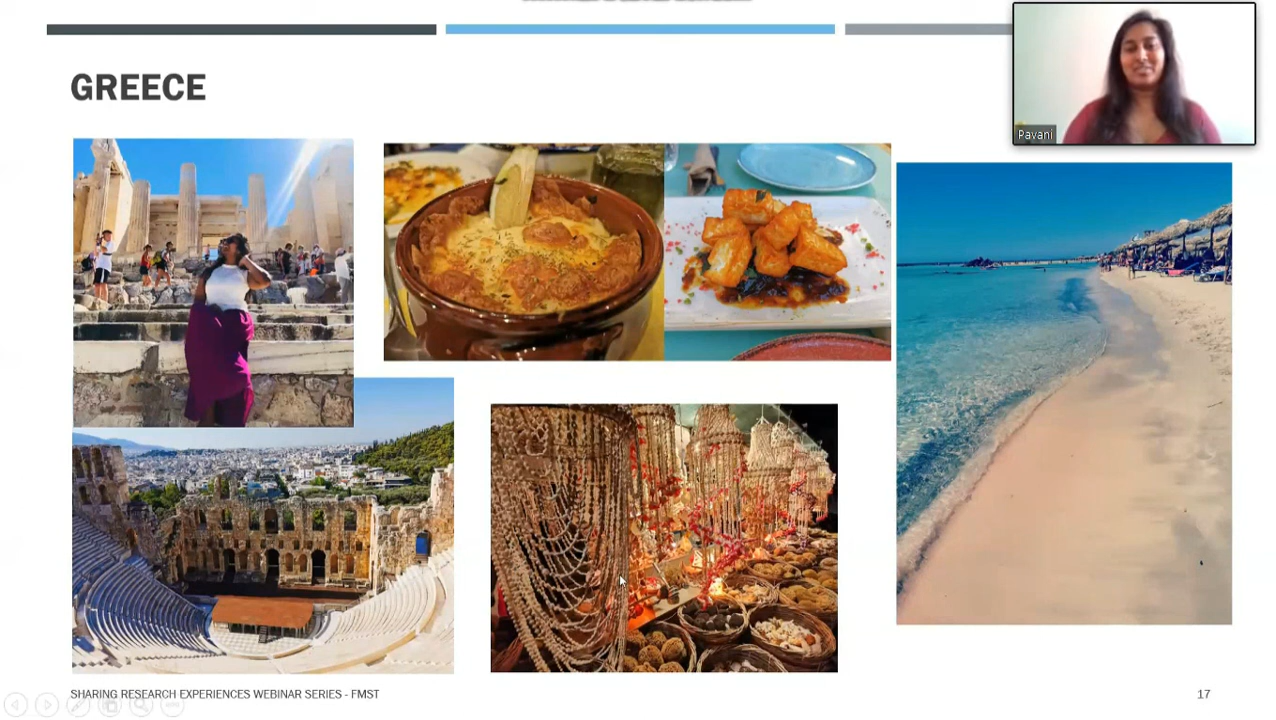 GREECE
Pavani
SHARING RESEARCH EXPERIENCES WEBINAR SERIES - FMST
17